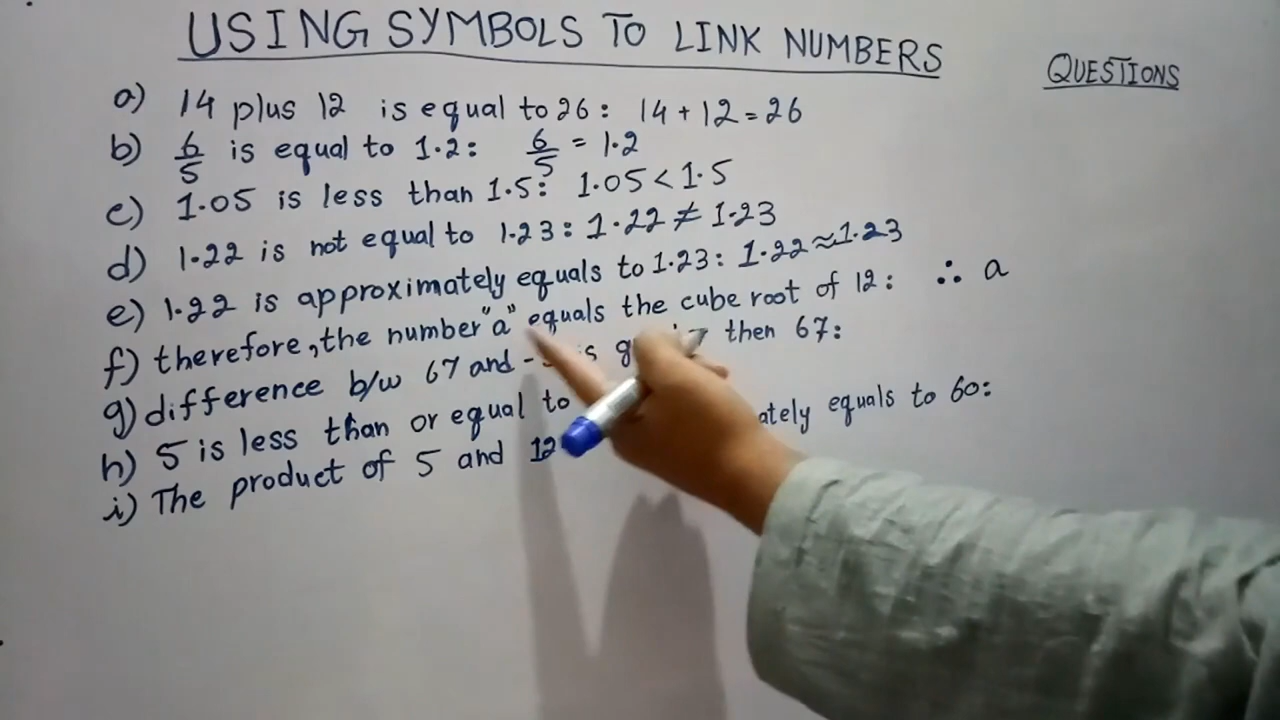 USING SYMBOLS TO LINK NUMBERS
QUESTIONS
a) 14 plus 12 is equal to 26: 14 + 12 = 26
b) 6/5 is equal to 1.2: 6/5 = 1.2
c) 1.05 is less than 1.5: 1.05 < 1.5
d) 1.22 is not equal to 1.23: 1.22 ≠ 1.23
e) 1.22 is approximately equals to 1.23: 1.22 ≈ 1.23
f) therefore, the number "a" equals the cube root of 12: ∴ a
g) difference b/w 67 and - is then 67:
h) 5 is less than or equal to
i) The product of 5 and 12 equals to 60: